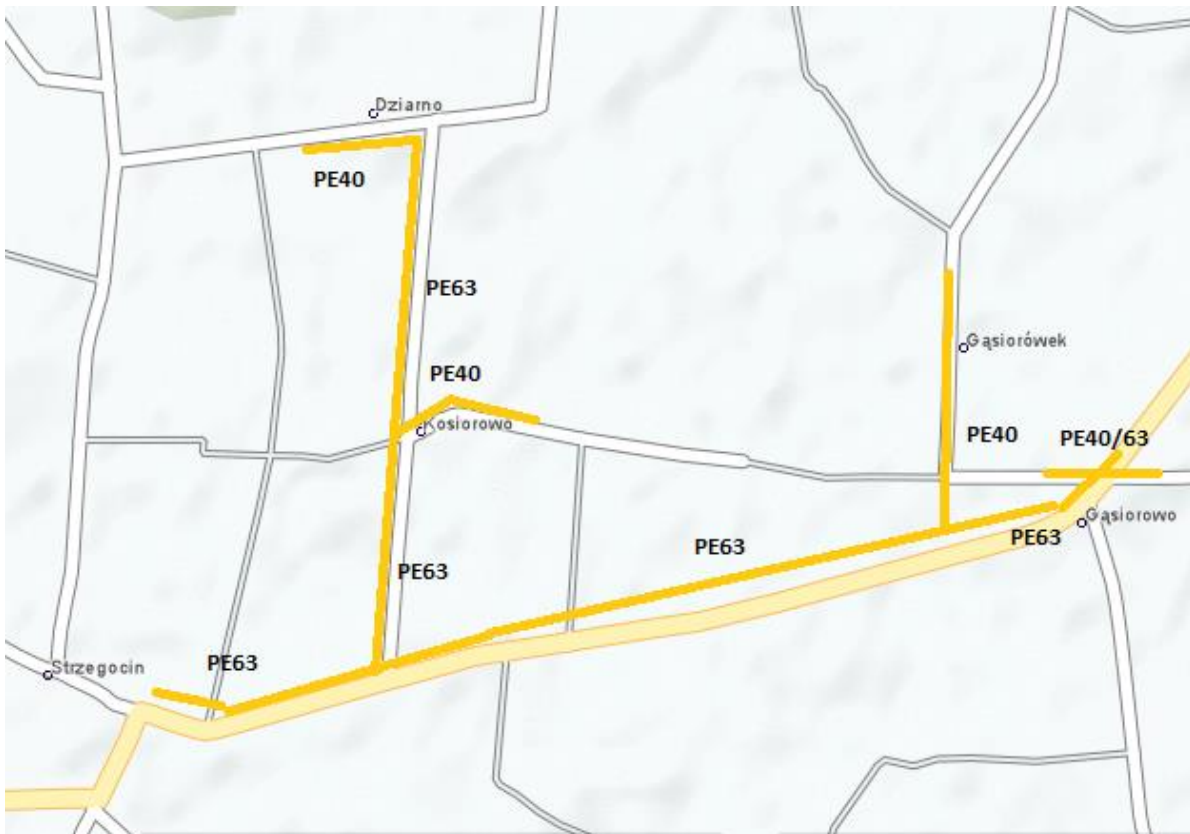 Dziarno
PE40
PE63
Gąsiorówek
PE40
Kosiorowo
PE40
PE40/63
Gąsiorowo
PE63
PE63
PE63
PE63
Strzegocin